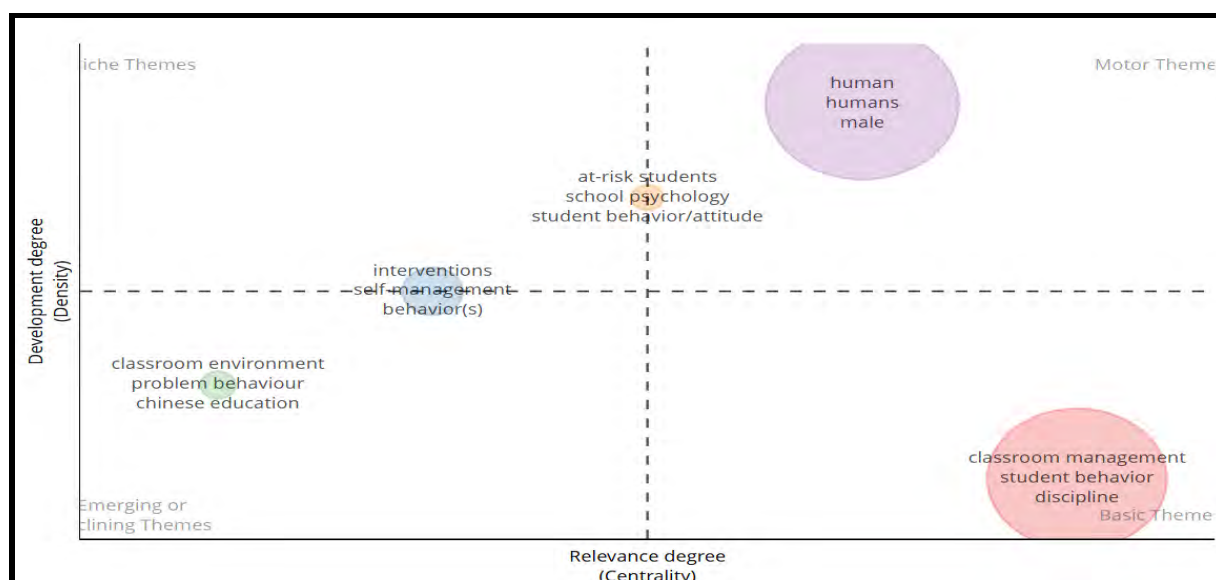 iche Themes
Motor Theme
human
humans
male
at-risk students
school psychology
student behavior/attitude
interventions
self-management
behavior(s)
classroom environment
problem behaviour
chinese education
classroom management
student behavior
discipline
Emerging or
clining Themes
Basic Theme
Development degree
(Density)
Relevance degree
(Centrality)